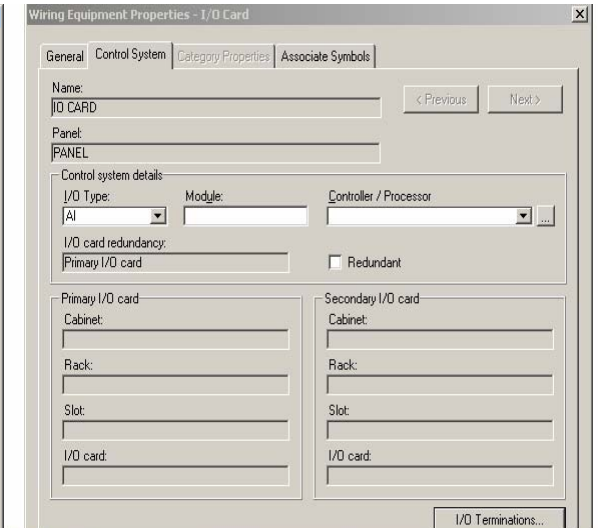 Wiring Equipment Properties - I/O Card
General Control System Category Properties Associate Symbols
Name:
IO CARD
< Previous Next >
Panel:
PANEL
Control system details
I/O Type: Module: Controller / Processor
AI ...
I/O card redundancy:
Primary I/O card Redundant
Primary I/O card Secondary I/O card
Cabinet: Cabinet:
Rack: Rack:
Slot: Slot:
I/O card: I/O card:
I/O Terminations...